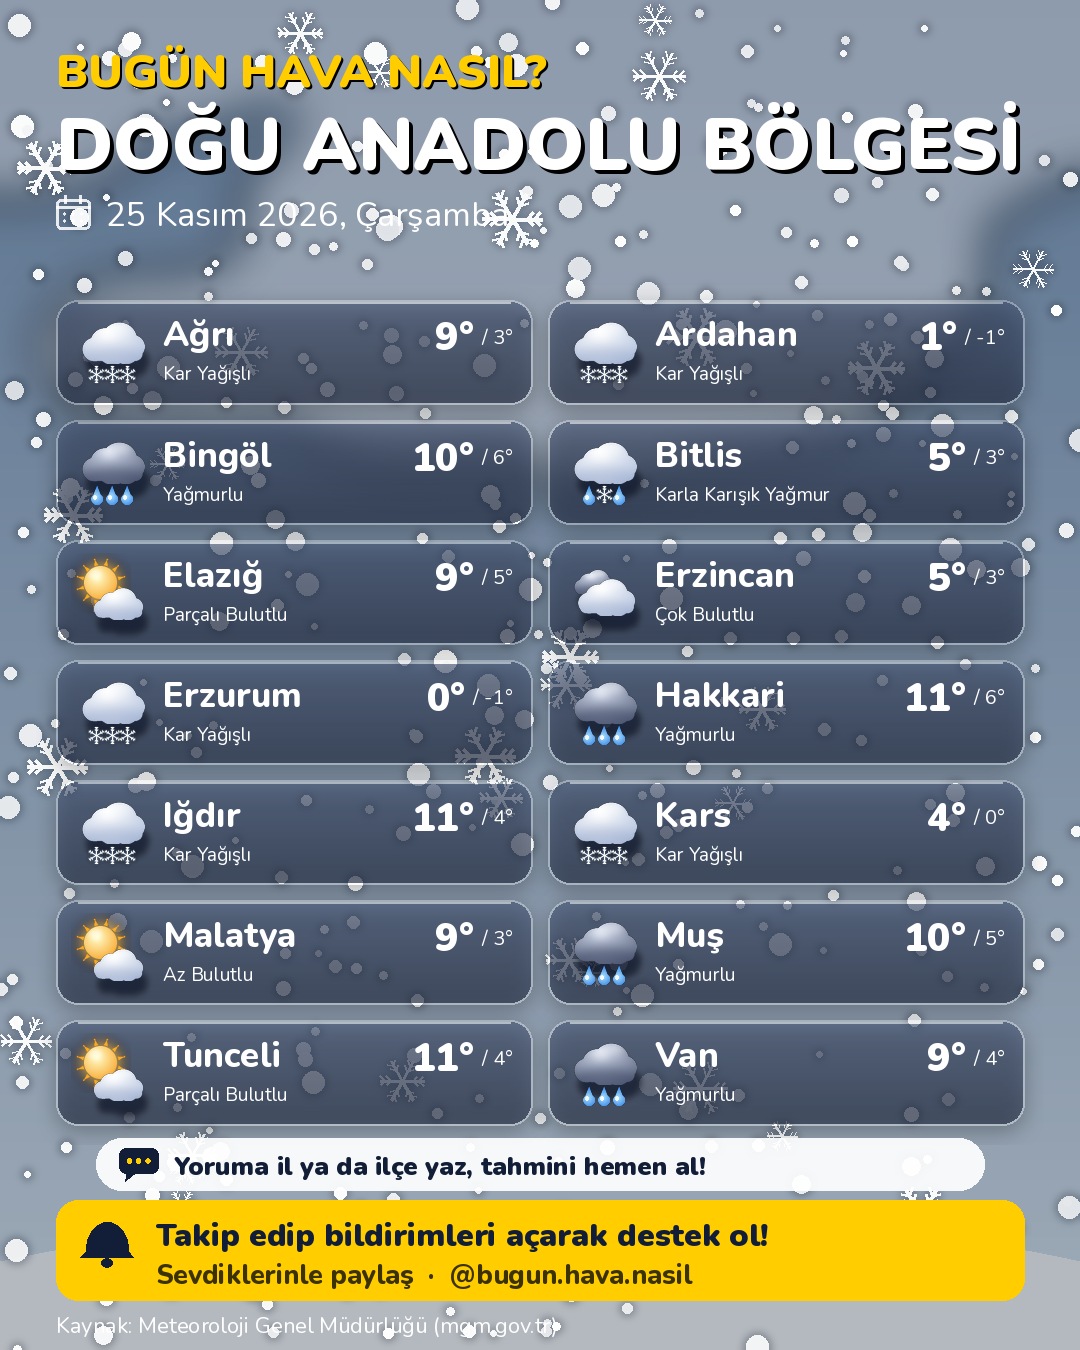 BUGÜN HAVA NASIL?
DOĞU ANADOLU BÖLGESİ
25 Kasım 2026, Çarşamba
Ağrı 9° / 3°
Kar Yağışlı
Ardahan 1° / -1°
Kar Yağışlı
Bingöl 10° / 6°
Yağmurlu
Bitlis 5° / 3°
Karla Karışık Yağmur
Elazığ 9° / 5°
Parçalı Bulutlu
Erzincan 5° / 3°
Çok Bulutlu
Erzurum 0° / -1°
Kar Yağışlı
Hakkari 11° / 6°
Yağmurlu
Iğdır 11° / 4°
Kar Yağışlı
Kars 4° / 0°
Kar Yağışlı
Malatya 9° / 3°
Az Bulutlu
Muş 10° / 5°
Yağmurlu
Tunceli 11° / 4°
Parçalı Bulutlu
Van 9° / 4°
Yağmurlu
Yoruma il ya da ilçe yaz, tahmini hemen al!
Takip edip bildirimleri açarak destek ol!
Sevdiklerinle paylaş · @bugun.hava.nasil
Kaynak: Meteoroloji Genel Müdürlüğü (mgm.gov.tr)